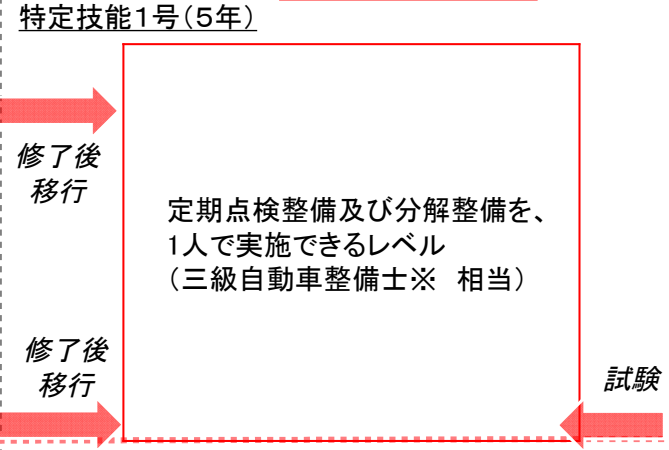 特定技能1号(5年)
修了後
移行
定期点検整備及び分解整備を、
1人で実施できるレベル
(三級自動車整備士※　相当)
修了後
移行
試験